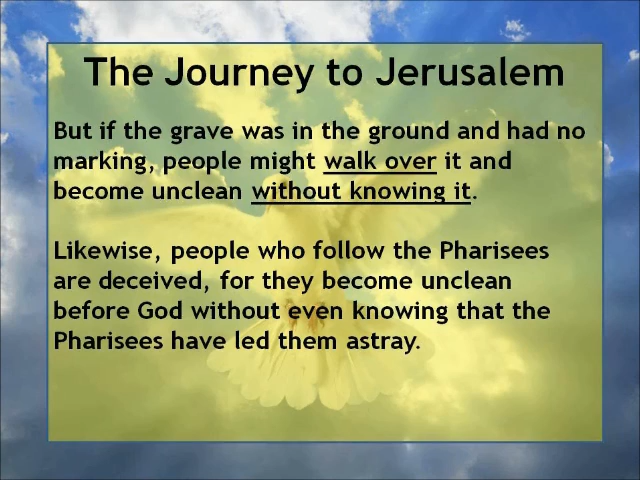 The Journey to Jerusalem
But if the grave was in the ground and had no
marking, people might walk over it and
become unclean without knowing it.
Likewise, people who follow the Pharisees
are deceived, for they become unclean
before God without even knowing that the
Pharisees have led them astray.